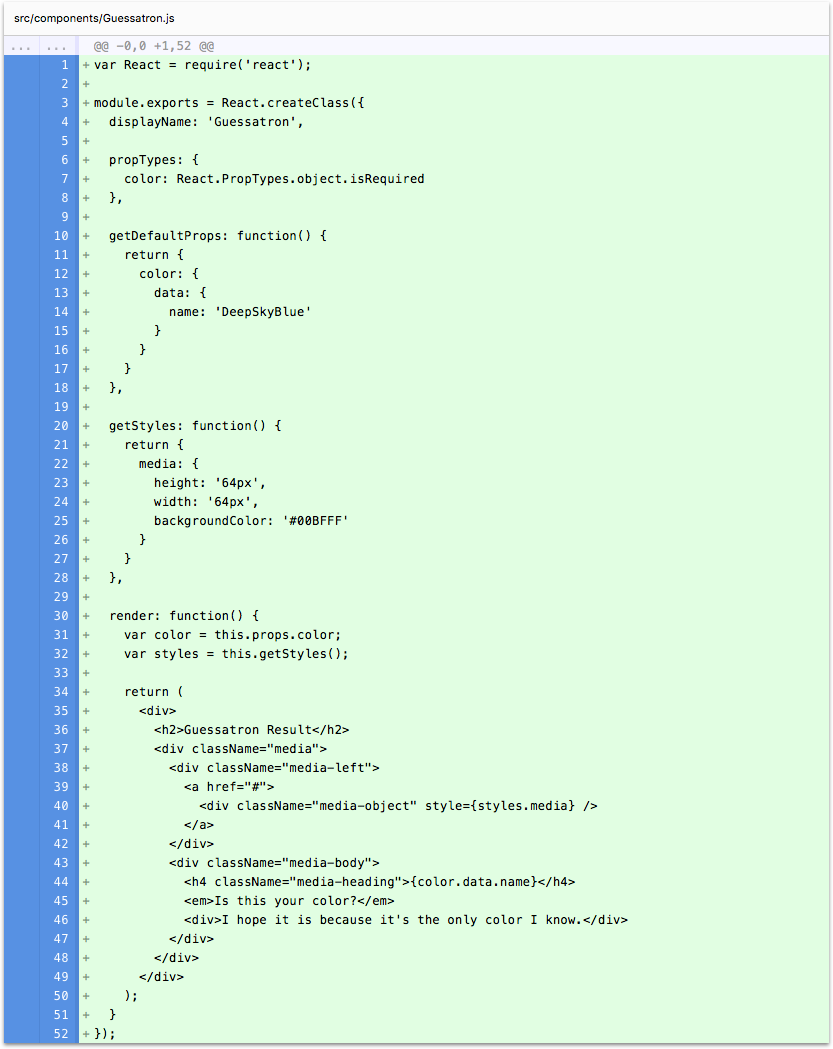 src/components/Guessatron.js
... ... @@ -0,0 +1,52 @@
1 +var React = require('react');
2 +
3 +module.exports = React.createClass({
4 +  displayName: 'Guessatron',
5 +
6 +  propTypes: {
7 +    color: React.PropTypes.object.isRequired
8 +  },
9 +
10 +  getDefaultProps: function() {
11 +    return {
12 +      color: {
13 +        data: {
14 +          name: 'DeepSkyBlue'
15 +        }
16 +      }
17 +    }
18 +  },
19 +
20 +  getStyles: function() {
21 +    return {
22 +      media: {
23 +        height: '64px',
24 +        width: '64px',
25 +        backgroundColor: '#00BFFF'
26 +      }
27 +    }
28 +  },
29 +
30 +  render: function() {
31 +    var color = this.props.color;
32 +    var styles = this.getStyles();
33 +
34 +    return (
35 +      <div>
36 +        <h2>Guessatron Result</h2>
37 +        <div className="media">
38 +          <div className="media-left">
39 +            <a href="#">
40 +              <div className="media-object" style={styles.media} />
41 +            </a>
42 +          </div>
43 +          <div className="media-body">
44 +            <h4 className="media-heading">{color.data.name}</h4>
45 +            <em>Is this your color?</em>
46 +            <div>I hope it is because it's the only color I know.</div>
47 +          </div>
48 +        </div>
49 +      </div>
50 +    );
51 +  }
52 +});